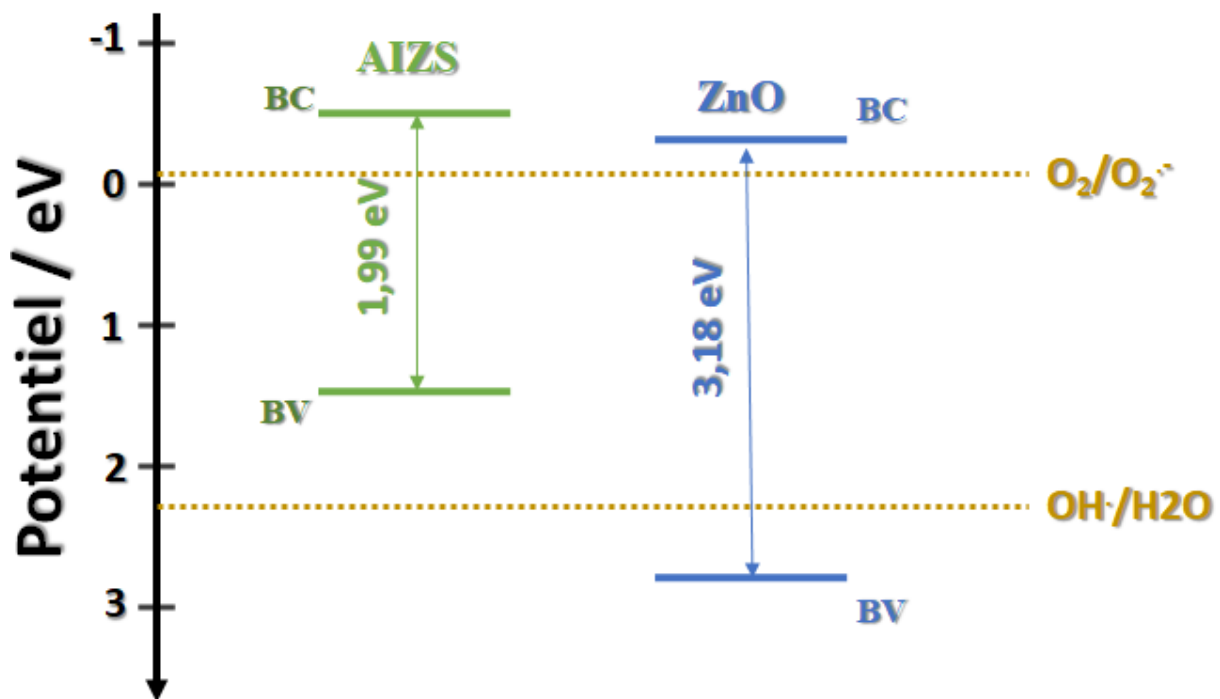 Potentiel / eV
-1
0
1
2
3
AIZS
BC
1,99 eV
BV
ZnO
BC
3,18 eV
BV
O₂/O₂·-
OH·/H2O